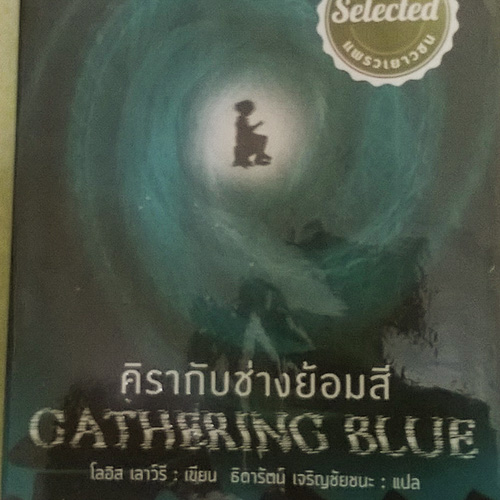 Selected
แพรวเยาวชน
คิรากับช่างย้อมสี
GATHERING BLUE
โลอิส เลาว์รี : เขียน ธิดารัตน์ เจริญชัยชนะ : แปล